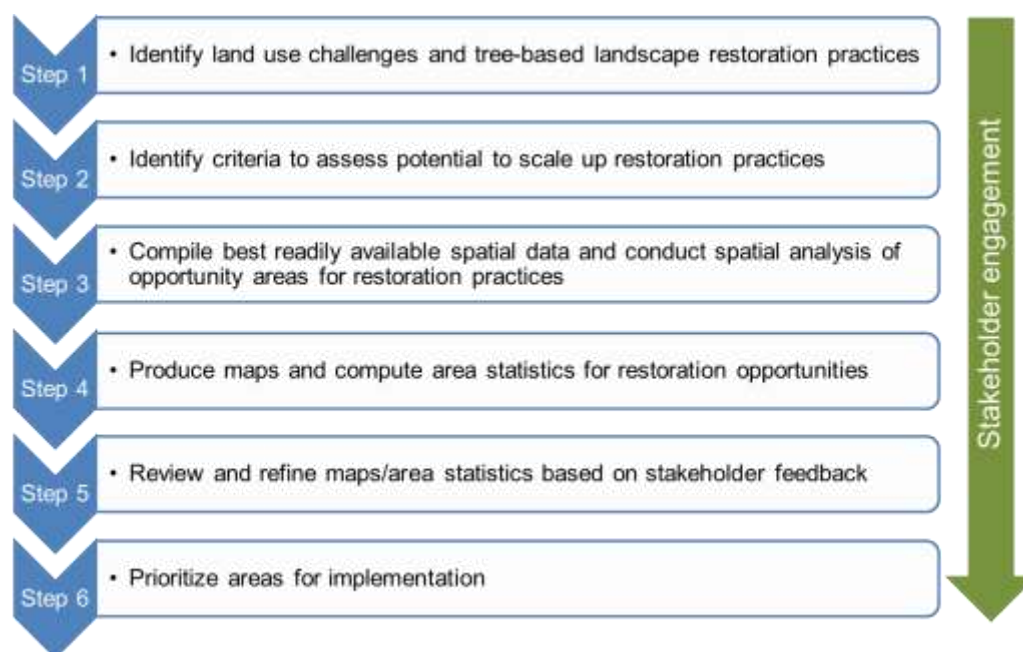 Step 1
• Identify land use challenges and tree-based landscape restoration practices
Step 2
• Identify criteria to assess potential to scale up restoration practices
Step 3
• Compile best readily available spatial data and conduct spatial analysis of
opportunity areas for restoration practices
Step 4
• Produce maps and compute area statistics for restoration opportunities
Step 5
• Review and refine maps/area statistics based on stakeholder feedback
Step 6
• Prioritize areas for implementation
Stakeholder engagement